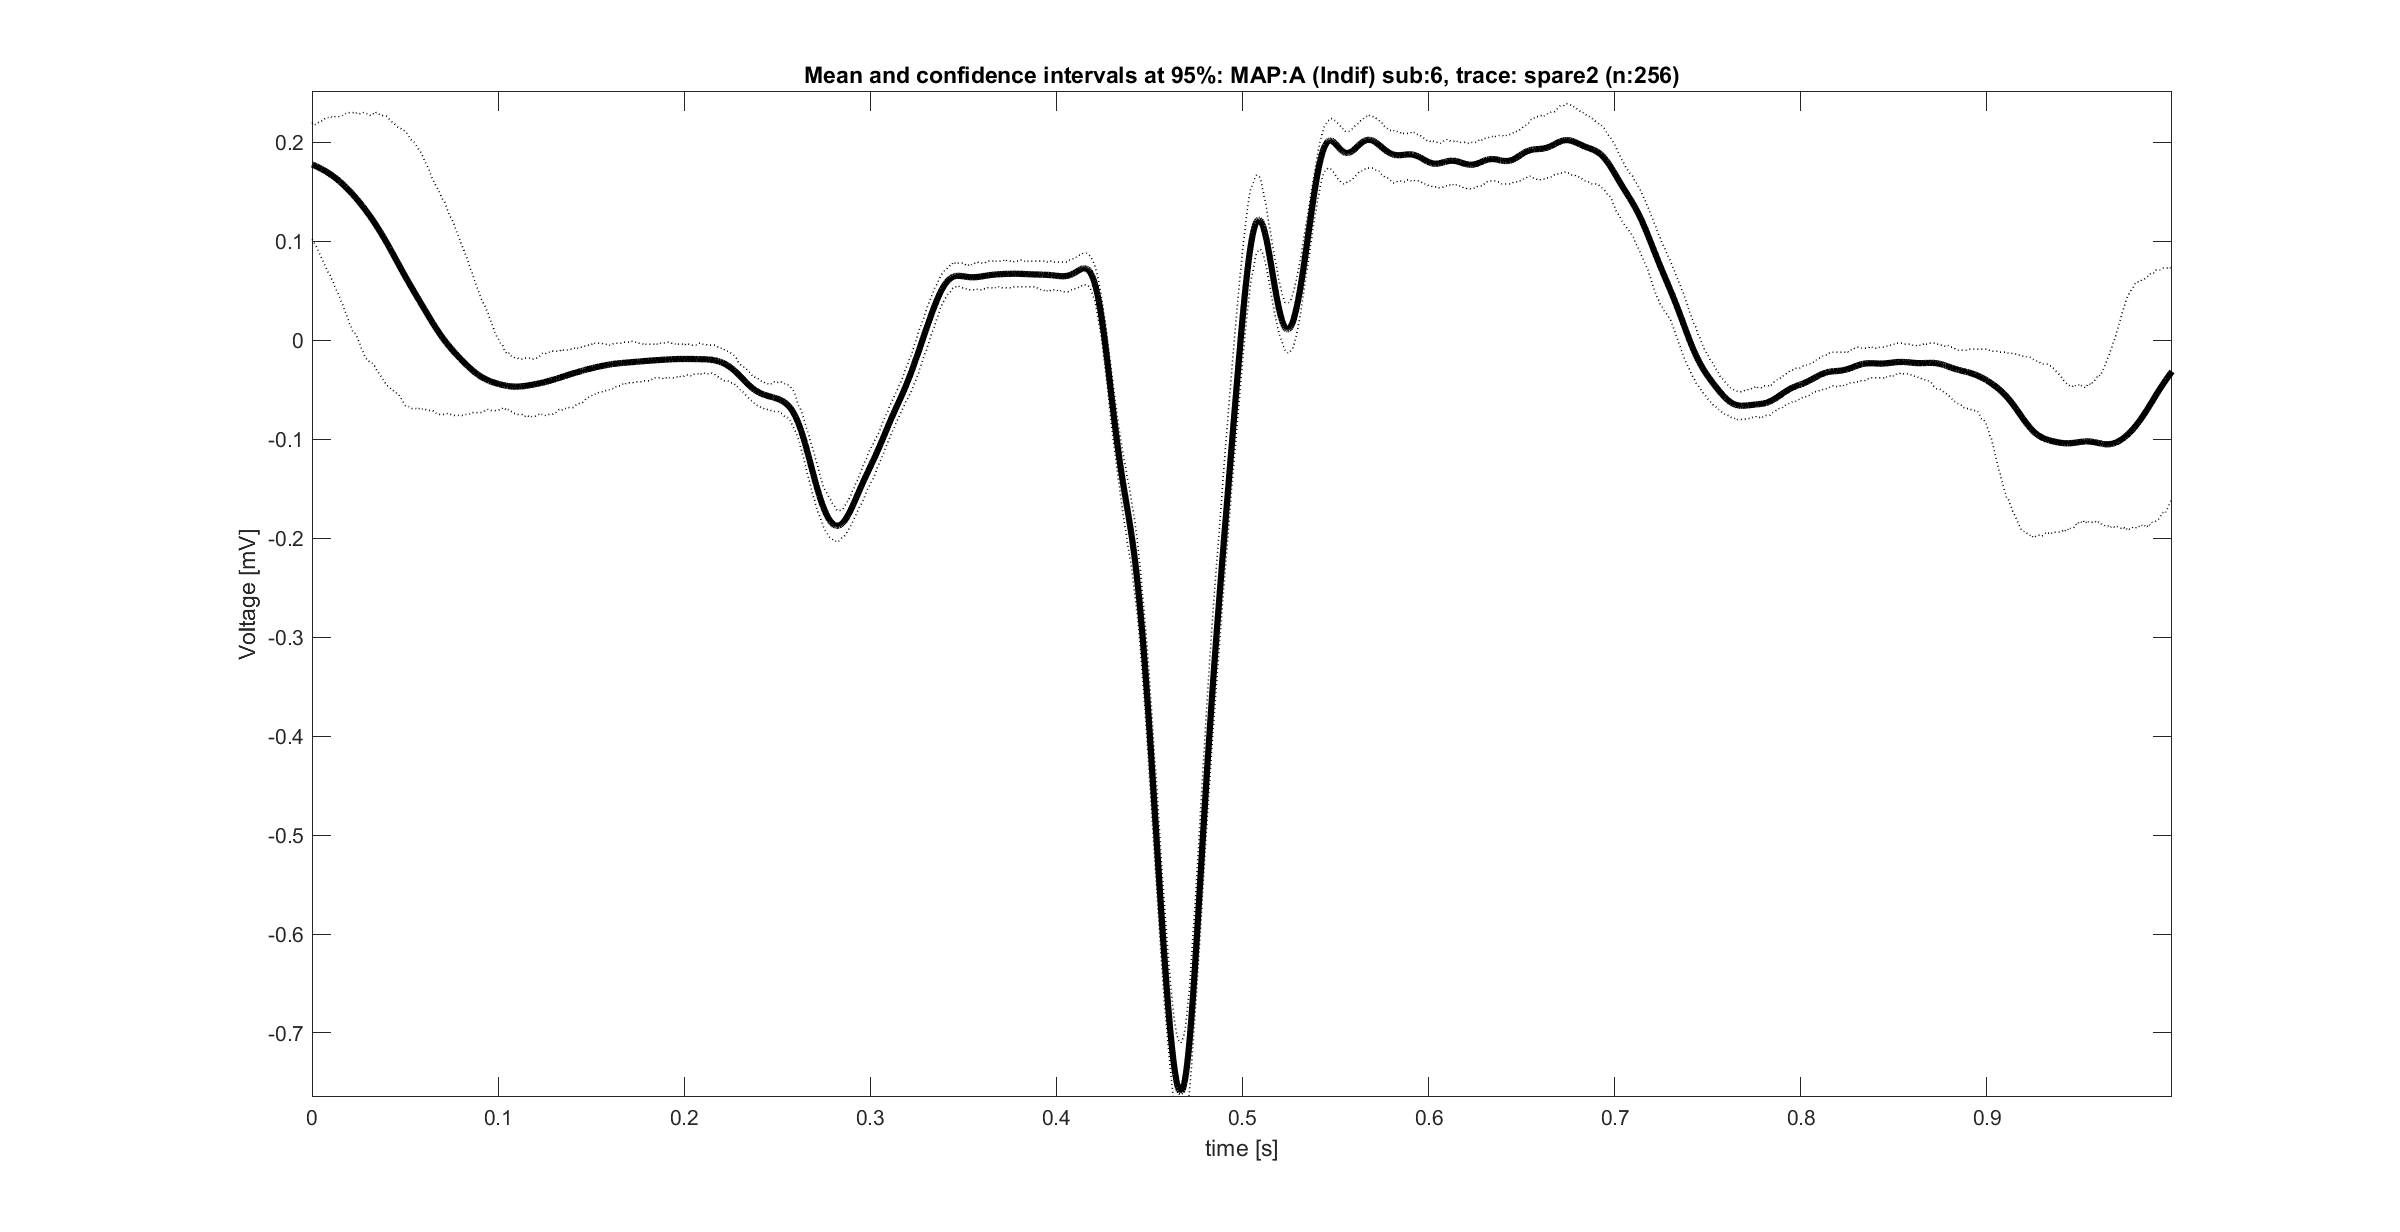 Mean and confidence intervals at 95%: MAP:A (Indif) sub:6, trace: spare2 (n:256)
0.2
0.1
0
-0.1
-0.2
-0.3
-0.4
-0.5
-0.6
-0.7
Voltage [mV]
0 0.1 0.2 0.3 0.4 0.5 0.6 0.7 0.8 0.9
time [s]